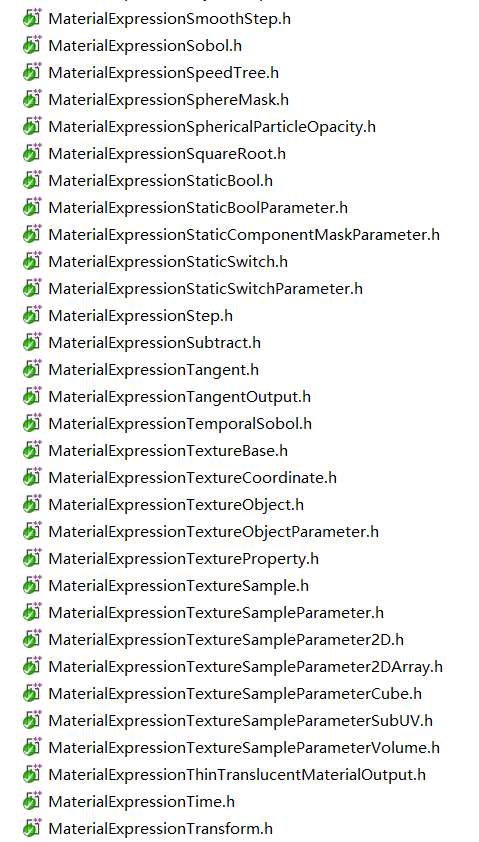 MaterialExpressionSmoothStep.h
MaterialExpressionSobol.h
MaterialExpressionSpeedTree.h
MaterialExpressionSphereMask.h
MaterialExpressionSphericalParticleOpacity.h
MaterialExpressionSquareRoot.h
MaterialExpressionStaticBool.h
MaterialExpressionStaticBoolParameter.h
MaterialExpressionStaticComponentMaskParameter.h
MaterialExpressionStaticSwitch.h
MaterialExpressionStaticSwitchParameter.h
MaterialExpressionStep.h
MaterialExpressionSubtract.h
MaterialExpressionTangent.h
MaterialExpressionTangentOutput.h
MaterialExpressionTemporalSobol.h
MaterialExpressionTextureBase.h
MaterialExpressionTextureCoordinate.h
MaterialExpressionTextureObject.h
MaterialExpressionTextureObjectParameter.h
MaterialExpressionTextureProperty.h
MaterialExpressionTextureSample.h
MaterialExpressionTextureSampleParameter.h
MaterialExpressionTextureSampleParameter2D.h
MaterialExpressionTextureSampleParameter2DArray.h
MaterialExpressionTextureSampleParameterCube.h
MaterialExpressionTextureSampleParameterSubUV.h
MaterialExpressionTextureSampleParameterVolume.h
MaterialExpressionThinTranslucentMaterialOutput.h
MaterialExpressionTime.h
MaterialExpressionTransform.h